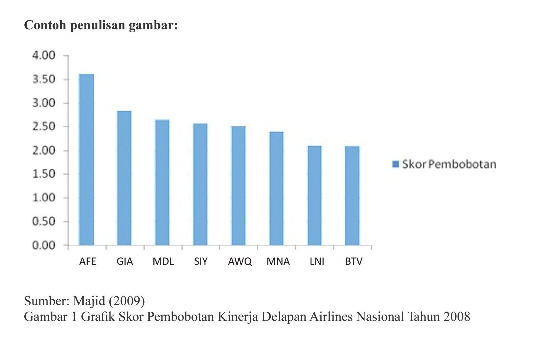 Contoh penulisan gambar:
4.00
3.50
3.00
2.50
2.00
1.50
1.00
0.50
0.00
Skor Pembobotan
AFE GIA MDL SIY AWQ MNA LNI BTV
Sumber: Majid (2009)
Gambar 1 Grafik Skor Pembobotan Kinerja Delapan Airlines Nasional Tahun 2008